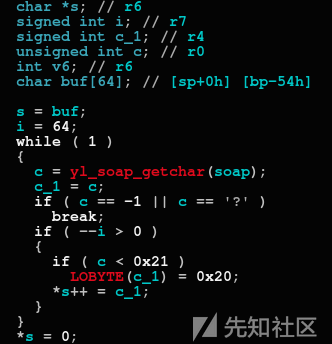 char *s; // r6
signed int i; // r7
signed int c_1; // r4
unsigned int c; // r0
int v6; // r6
char buf[64]; // [sp+0h] [bp-54h]
s = buf;
i = 64;
while ( 1 )
{
c = yl_soap_getchar(soap);
c_1 = c;
if ( c == -1 || c == '?' )
break;
if ( --i > 0 )
{
if ( c < 0x21 )
LOBYTE(c_1) = 0x20;
*s++ = c_1;
}
}
*s = 0;
先知社区